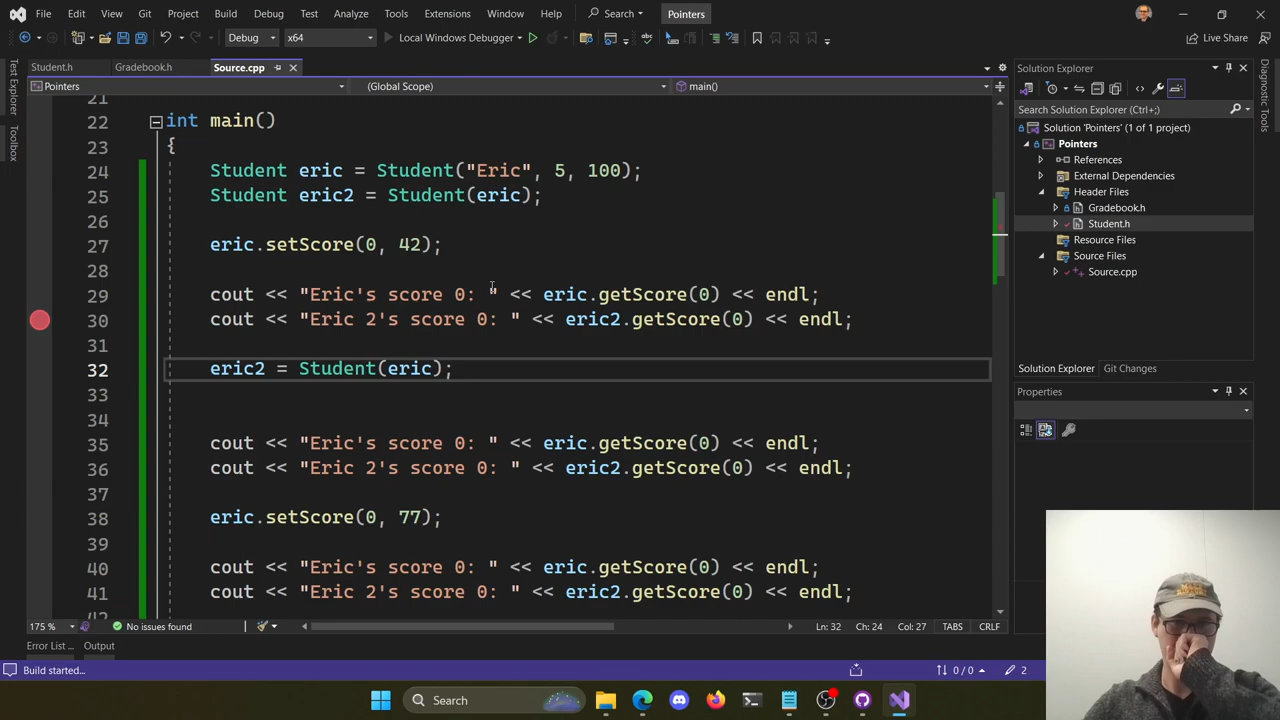 File Edit View Git Project Build Debug Test Analyze Tools Extensions Window Help Search Pointers
Debug x64 Local Windows Debugger Live Share
Student.h Gradebook.h Source.cpp
Pointers (Global Scope) main()
Test Explorer
Toolbox
21
22 int main()
23 {
24 Student eric = Student("Eric", 5, 100);
25 Student eric2 = Student(eric);
26
27 eric.setScore(0, 42);
28
29 cout << "Eric's score 0: " << eric.getScore(0) << endl;
30 cout << "Eric 2's score 0: " << eric2.getScore(0) << endl;
31
32 eric2 = Student(eric);
33
34
35 cout << "Eric's score 0: " << eric.getScore(0) << endl;
36 cout << "Eric 2's score 0: " << eric2.getScore(0) << endl;
37
38 eric.setScore(0, 77);
39
40 cout << "Eric's score 0: " << eric.getScore(0) << endl;
41 cout << "Eric 2's score 0: " << eric2.getScore(0) << endl;
42
175 % No issues found Ln: 32 Ch: 24 Col: 27 TABS CRLF
Error List ... Output
Build started... 0 / 0 2
Solution Explorer
Search Solution Explorer (Ctrl+;)
Solution 'Pointers' (1 of 1 project)
Pointers
References
External Dependencies
Header Files
Gradebook.h
Student.h
Resource Files
Source Files
Source.cpp
Solution Explorer Git Changes
Properties
Diagnostic Tools
Search